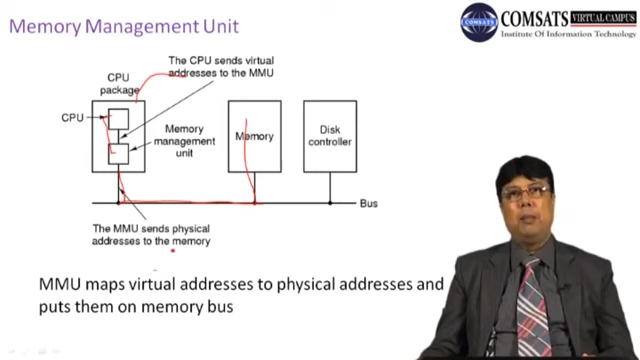 Memory Management Unit
COMSATS VIRTUAL CAMPUS
COMSATS
Institute Of Information Technology
The CPU sends virtual
addresses to the MMU
CPU
package
CPU
Memory
management
unit
Memory
Disk
controller
Bus
The MMU sends physical
addresses to the memory
MMU maps virtual addresses to physical addresses and
puts them on memory bus